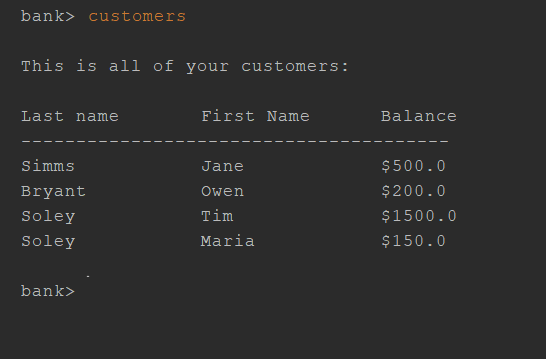 bank> customers
This is all of your customers:
Last name First Name Balance
---------------------------------------
Simms Jane $500.0
Bryant Owen $200.0
Soley Tim $1500.0
Soley Maria $150.0
bank>